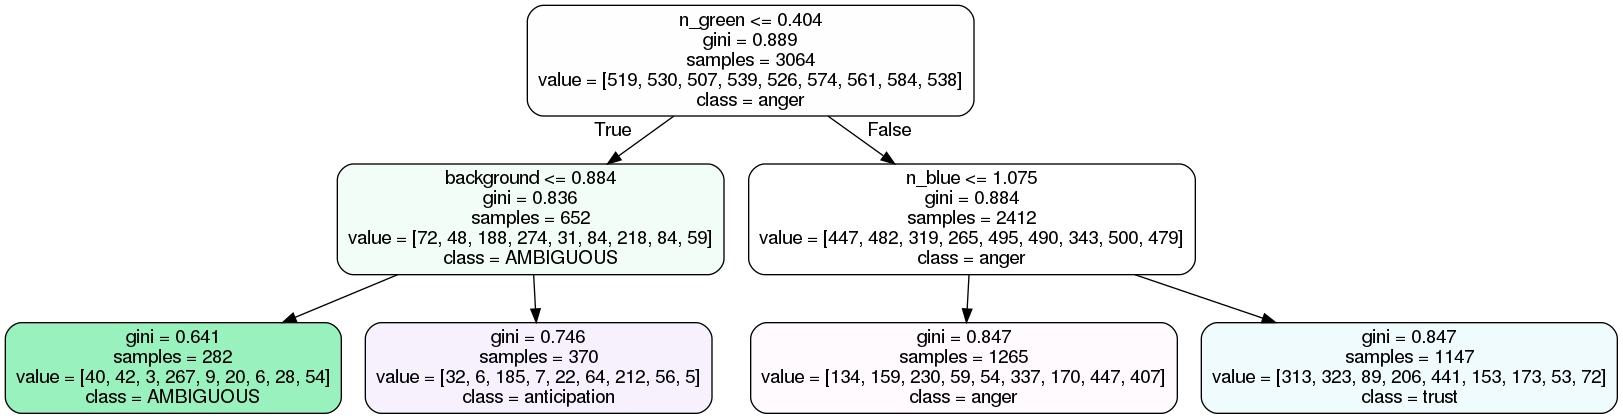 n_green <= 0.404
gini = 0.889
samples = 3064
value = [519, 530, 507, 539, 526, 574, 561, 584, 538]
class = anger
True
False
background <= 0.884
gini = 0.836
samples = 652
value = [72, 48, 188, 274, 31, 84, 218, 84, 59]
class = AMBIGUOUS
n_blue <= 1.075
gini = 0.884
samples = 2412
value = [447, 482, 319, 265, 495, 490, 343, 500, 479]
class = anger
gini = 0.641
samples = 282
value = [40, 42, 3, 267, 9, 20, 6, 28, 54]
class = AMBIGUOUS
gini = 0.746
samples = 370
value = [32, 6, 185, 7, 22, 64, 212, 56, 5]
class = anticipation
gini = 0.847
samples = 1265
value = [134, 159, 230, 59, 54, 337, 170, 447, 407]
class = anger
gini = 0.847
samples = 1147
value = [313, 323, 89, 206, 441, 153, 173, 53, 72]
class = trust